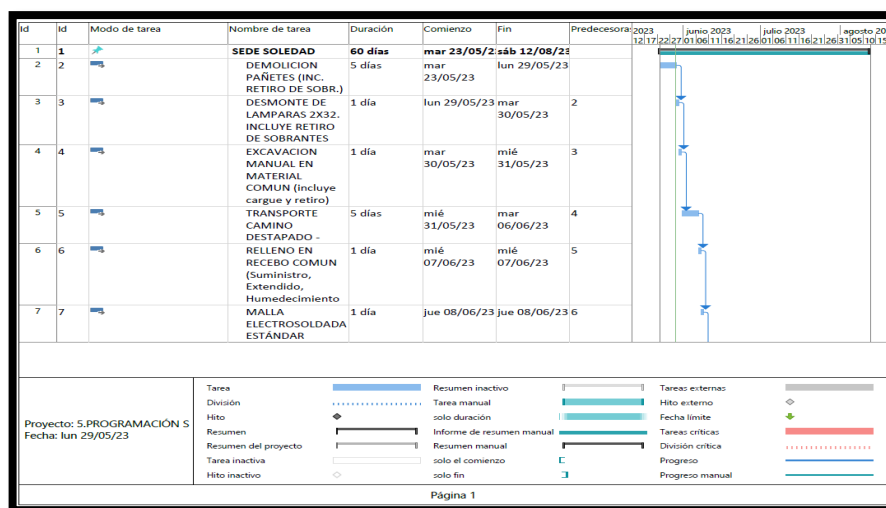 Id Id Modo de tarea Nombre de tarea Duración Comienzo Fin Predecesora 2023 junio 2023 julio 2023 agosto 20
12 17 22 27 01 06 11 16 21 26 01 06 11 16 21 26 31 05 10 15
1 1 SEDE SOLEDAD 60 días mar 23/05/2 sáb 12/08/23
2 2 DEMOLICION 5 días mar lun 29/05/23
PAÑETES (INC. 23/05/23
RETIRO DE SOBR.)
3 3 DESMONTE DE 1 día lun 29/05/23 mar 2
LAMPARAS 2X32. 30/05/23
INCLUYE RETIRO
DE SOBRANTES
4 4 EXCAVACION 1 día mar mié 3
MANUAL EN 30/05/23 31/05/23
MATERIAL
COMUN (incluye
cargue y retiro)
5 5 TRANSPORTE 5 días mié mar 4
CAMINO 31/05/23 06/06/23
DESTAPADO -
6 6 RELLENO EN 1 día mié mié 5
RECEBO COMUN 07/06/23 07/06/23
(Suministro,
Extendido,
Humedecimiento
7 7 MALLA 1 día jue 08/06/23 jue 08/06/23 6
ELECTROSOLDADA
ESTÁNDAR
Proyecto: 5.PROGRAMACIÓN S
Fecha: lun 29/05/23
Tarea Resumen inactivo Tareas externas
División Tarea manual Hito externo
Hito solo duración Fecha límite
Resumen Informe de resumen manual Tareas críticas
Resumen del proyecto Resumen manual División crítica
Tarea inactiva solo el comienzo Progreso
Hito inactivo solo fin Progreso manual
Página 1